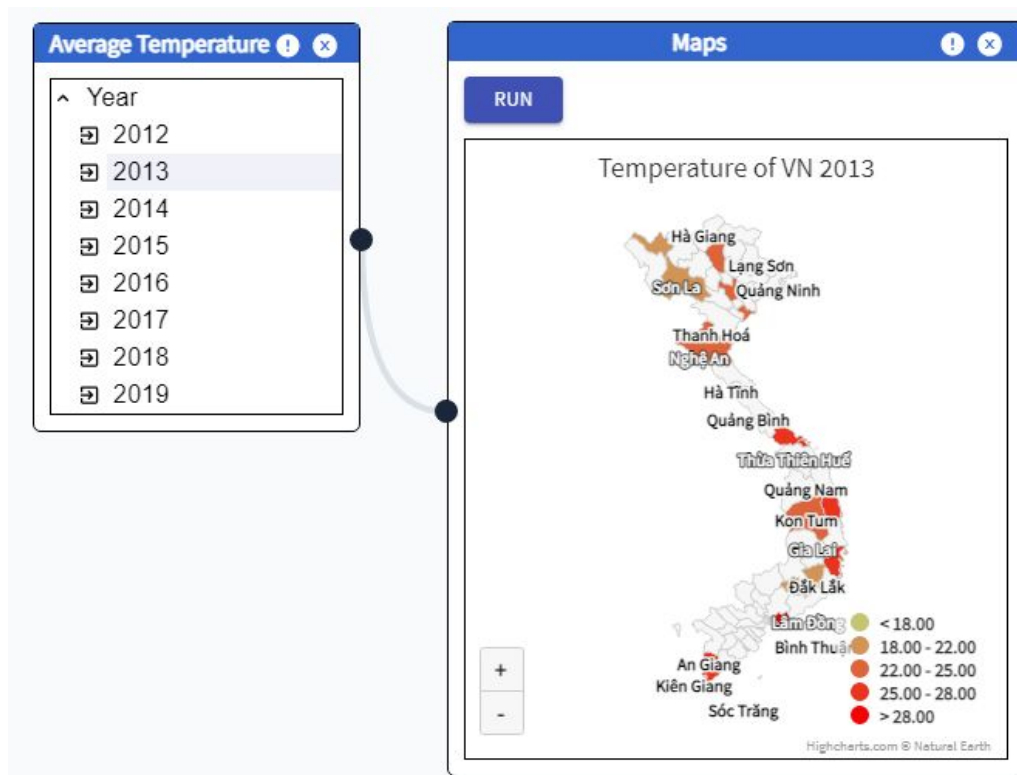 Average Temperature
Year
2012
2013
2014
2015
2016
2017
2018
2019
Maps
RUN
Temperature of VN 2013
Hà Giang
Lạng Sơn
Sơn La
Quảng Ninh
Thanh Hoá
Nghệ An
Hà Tĩnh
Quảng Bình
Thừa Thiên Huế
Quảng Nam
Kon Tum
Gia Lai
Đắk Lắk
Lâm Đồng
Bình Thuận
An Giang
Kiên Giang
Sóc Trăng
< 18.00
18.00 - 22.00
22.00 - 25.00
25.00 - 28.00
> 28.00
+
-
Highcharts.com © Natural Earth